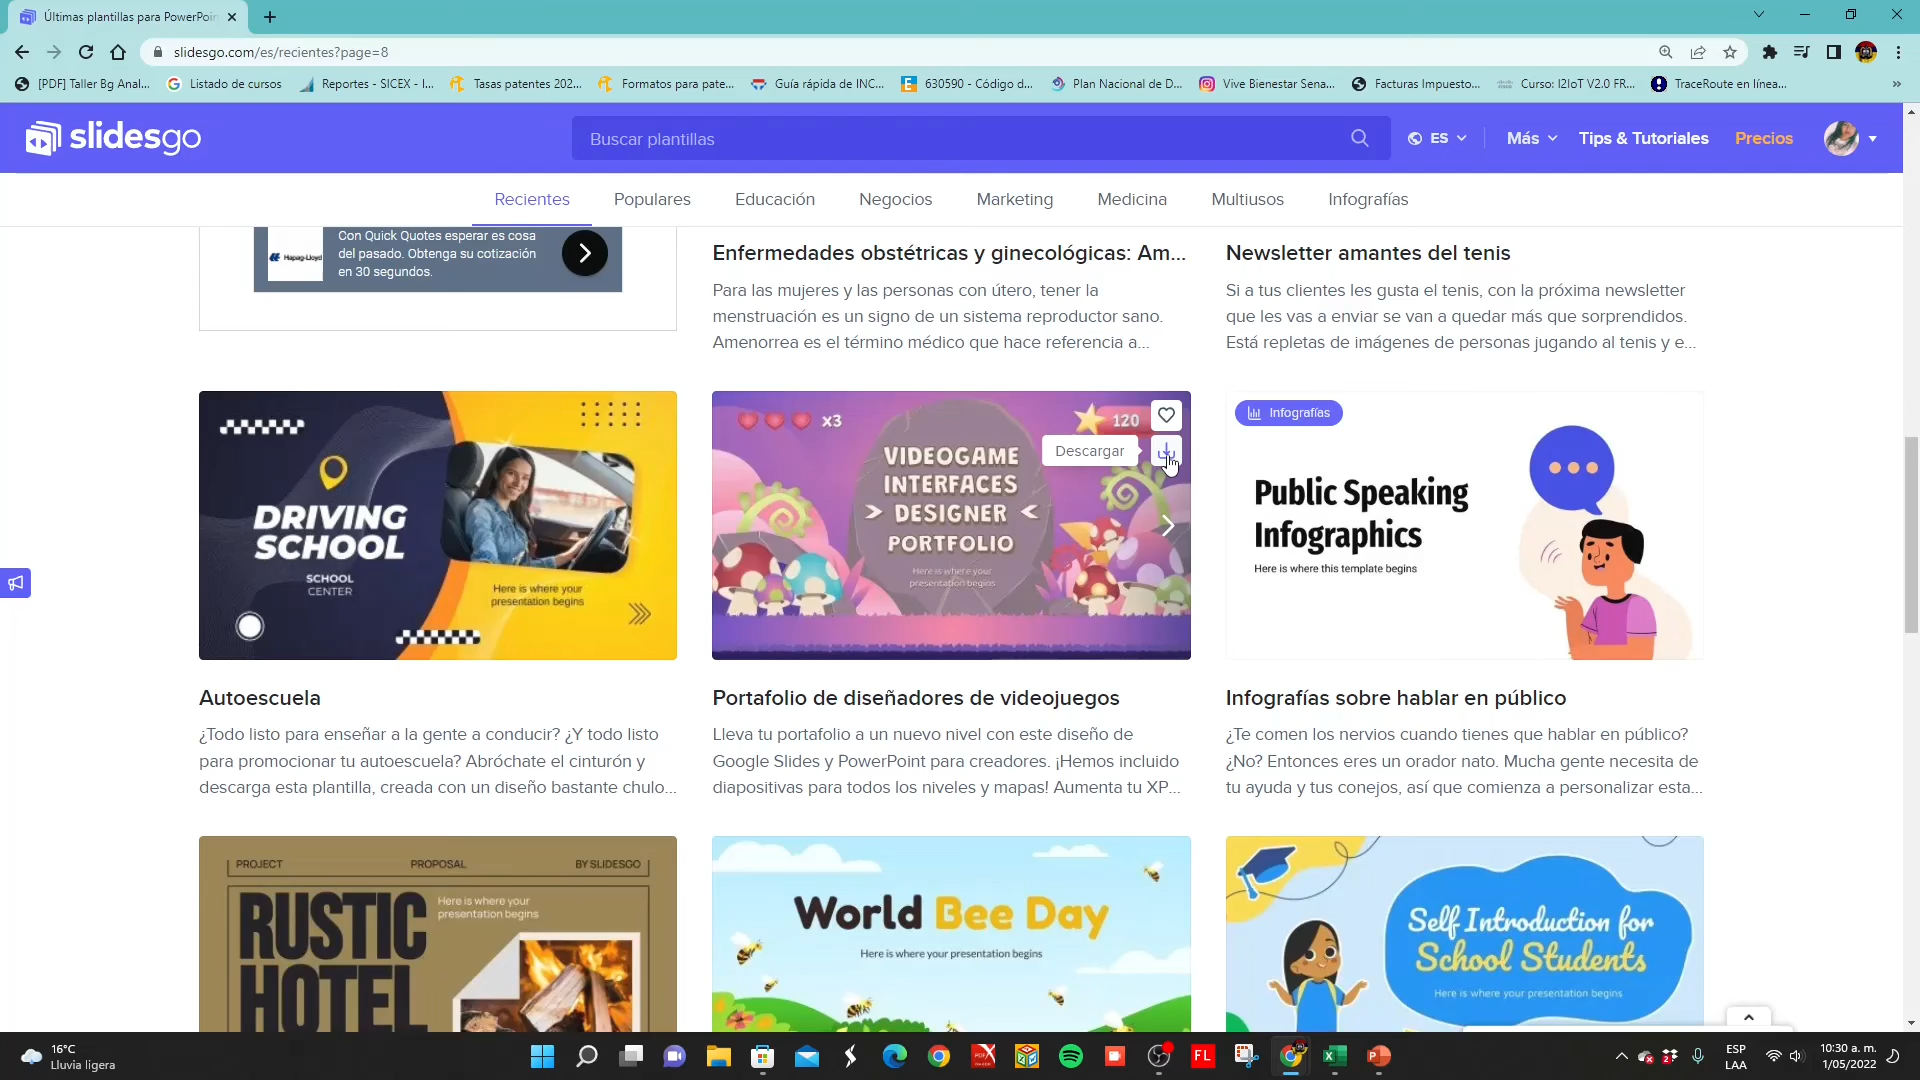 Últimas plantillas para PowerPoin
slidesgo.com/es/recientes?page=8
[PDF] Taller Bg Anal...
Listado de cursos
Reportes - SICEX - I...
Tasas patentes 202...
Formatos para pate...
Guía rápida de INC...
630590 - Código d...
Plan Nacional de D...
Vive Bienestar Sena...
Facturas Impuesto...
Curso: I2IoT V2.0 FR...
TraceRoute en línea...
»
slidesgo
Buscar plantillas
ES
Más
Tips & Tutoriales
Precios
Recientes
Populares
Educación
Negocios
Marketing
Medicina
Multiusos
Infografías
Hapag-Lloyd
Con Quick Quotes esperar es cosa
del pasado. Obtenga su cotización
en 30 segundos.
Enfermedades obstétricas y ginecológicas: Am...
Para las mujeres y las personas con útero, tener la
menstruación es un signo de un sistema reproductor sano.
Amenorrea es el término médico que hace referencia a...
Newsletter amantes del tenis
Si a tus clientes les gusta el tenis, con la próxima newsletter
que les vas a enviar se van a quedar más que sorprendidos.
Está repletas de imágenes de personas jugando al tenis y e...
DRIVING
SCHOOL
SCHOOL
CENTER
Here is where your
presentation begins
x3
120
Descargar
VIDEOGAME
INTERFACES
DESIGNER
PORTFOLIO
Here is where your
presentation begins
Infografías
Public Speaking
Infographics
Here is where this template begins
Autoescuela
¿Todo listo para enseñar a la gente a conducir? ¿Y todo listo
para promocionar tu autoescuela? Abróchate el cinturón y
descarga esta plantilla, creada con un diseño bastante chulo...
Portafolio de diseñadores de videojuegos
Lleva tu portafolio a un nuevo nivel con este diseño de
Google Slides y PowerPoint para creadores. ¡Hemos incluido
diapositivas para todos los niveles y mapas! Aumenta tu XP...
Infografías sobre hablar en público
¿Te comen los nervios cuando tienes que hablar en público?
¿No? Entonces eres un orador nato. Mucha gente necesita de
tu ayuda y tus conejos, así que comienza a personalizar esta...
PROJECT
PROPOSAL
BY SLIDESGO
RUSTIC
HOTEL
Here is where your
presentation begins
World Bee Day
Here is where your presentation begins
Self Introduction for
School Students
Here is where your presentation begins
16°C
Lluvia ligera
FL
ESP
LAA
10:30 a. m.
1/05/2022